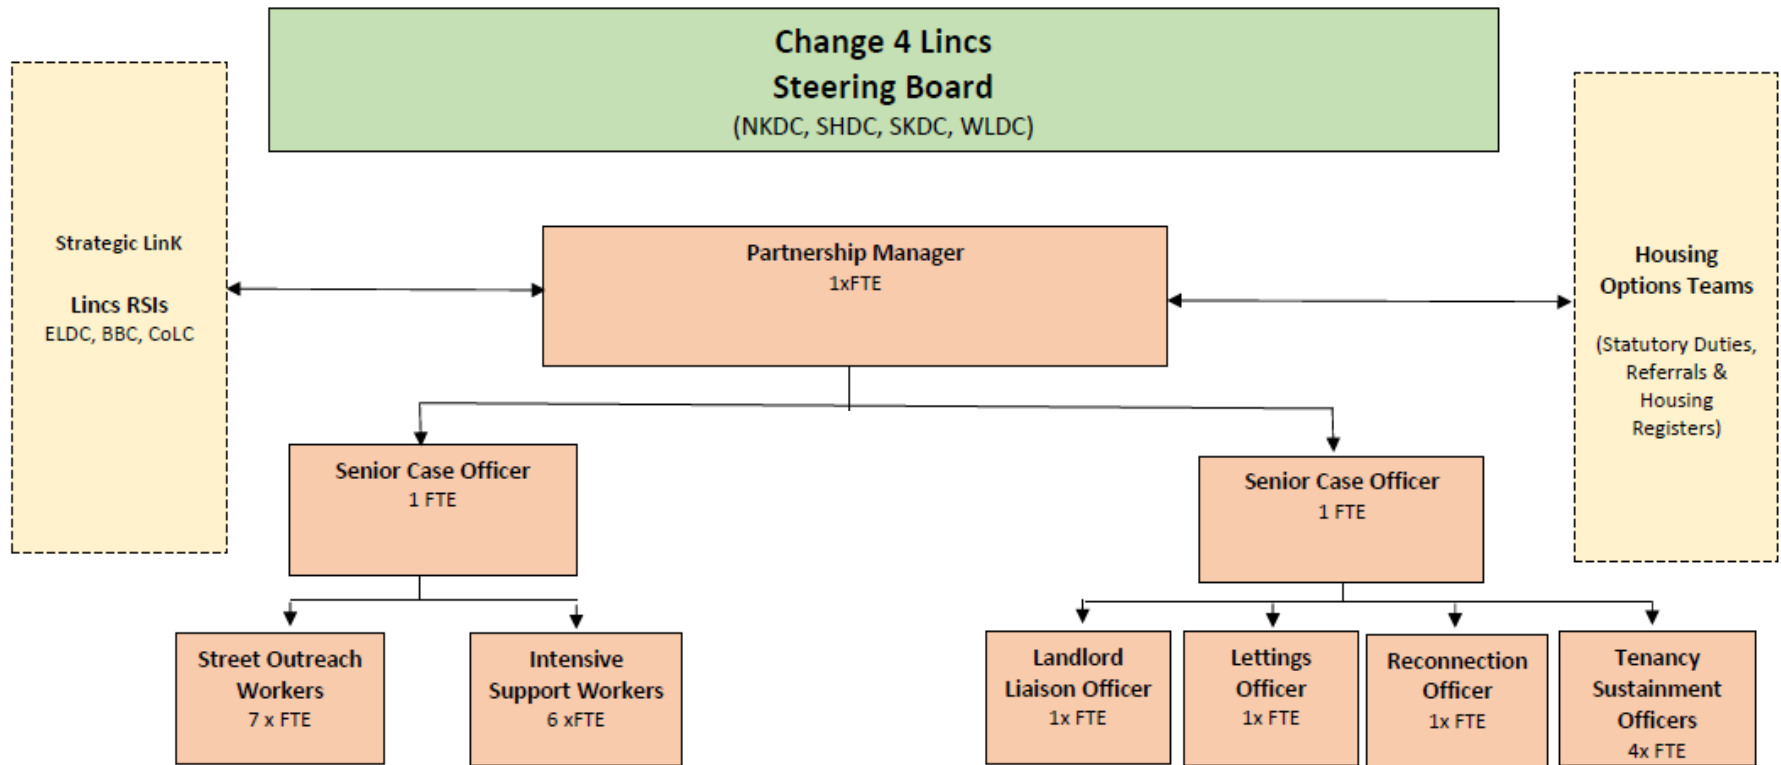 Change 4 Lincs
Steering Board
(NKDC, SHDC, SKDC, WLDC)
Strategic LinK
Lincs RSIs
ELDC, BBC, CoLC
Partnership Manager
1xFTE
Housing
Options Teams
(Statutory Duties,
Referrals &
Housing
Registers)
Senior Case Officer
1 FTE
Senior Case Officer
1 FTE
Street Outreach
Workers
7 x FTE
Intensive
Support Workers
6 xFTE
Landlord
Liaison Officer
1x FTE
Lettings
Officer
1x FTE
Reconnection
Officer
1x FTE
Tenancy
Sustainment
Officers
4x FTE